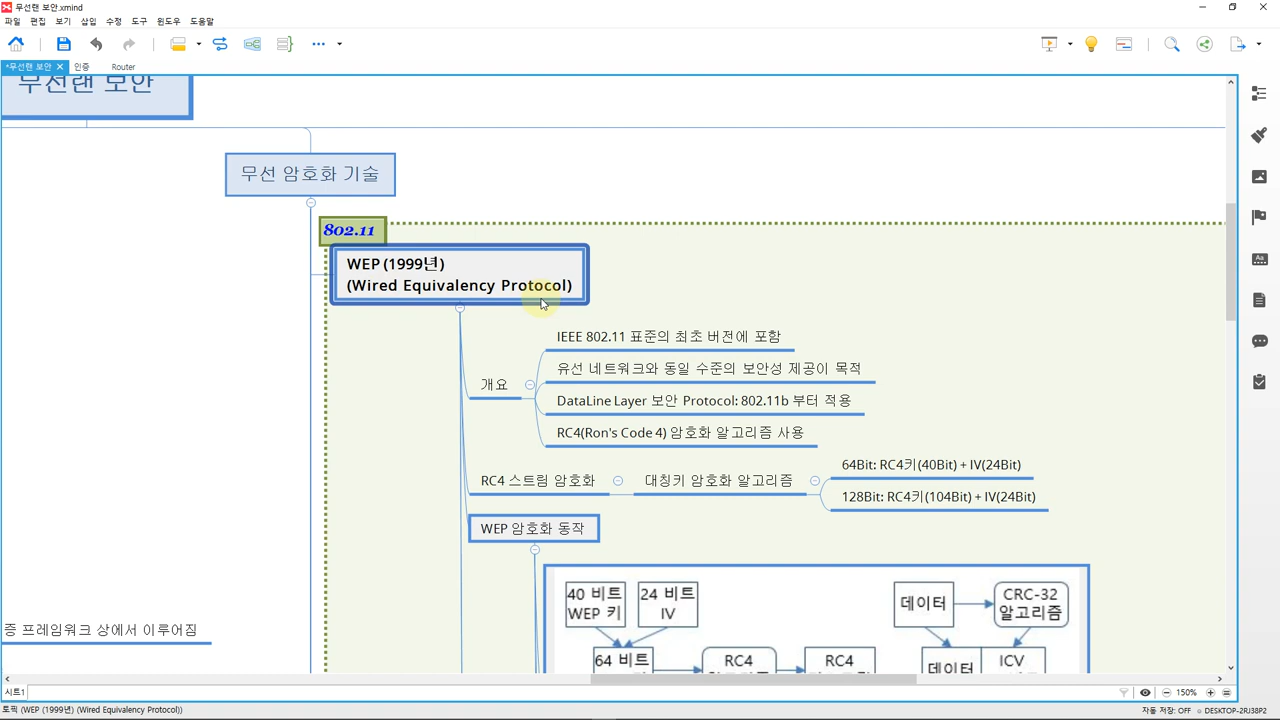 무선랜 보안.xmind
파일 편집 보기 삽입 수정 도구 윈도우 도움말
*무선랜 보안 인증 Router
무선랜 보안
무선 암호화 기술
802.11
WEP (1999년)
(Wired Equivalency Protocol)
IEEE 802.11 표준의 최초 버전에 포함
유선 네트워크와 동일 수준의 보안성 제공이 목적
개요
DataLine Layer 보안 Protocol: 802.11b 부터 적용
RC4(Ron's Code 4) 암호화 알고리즘 사용
64Bit: RC4키(40Bit) + IV(24Bit)
RC4 스트림 암호화 대칭키 암호화 알고리즘
128Bit: RC4키(104Bit) + IV(24Bit)
WEP 암호화 동작
40 비트
WEP 키
24 비트
IV
데이터
CRC-32
알고리즘
증 프레임워크 상에서 이루어짐
64 비트
RC4
RC4
데이터
ICV
시트1
150%
토픽 (WEP (1999년) (Wired Equivalency Protocol))
자동 저장: OFF
DESKTOP-2RJ38P2